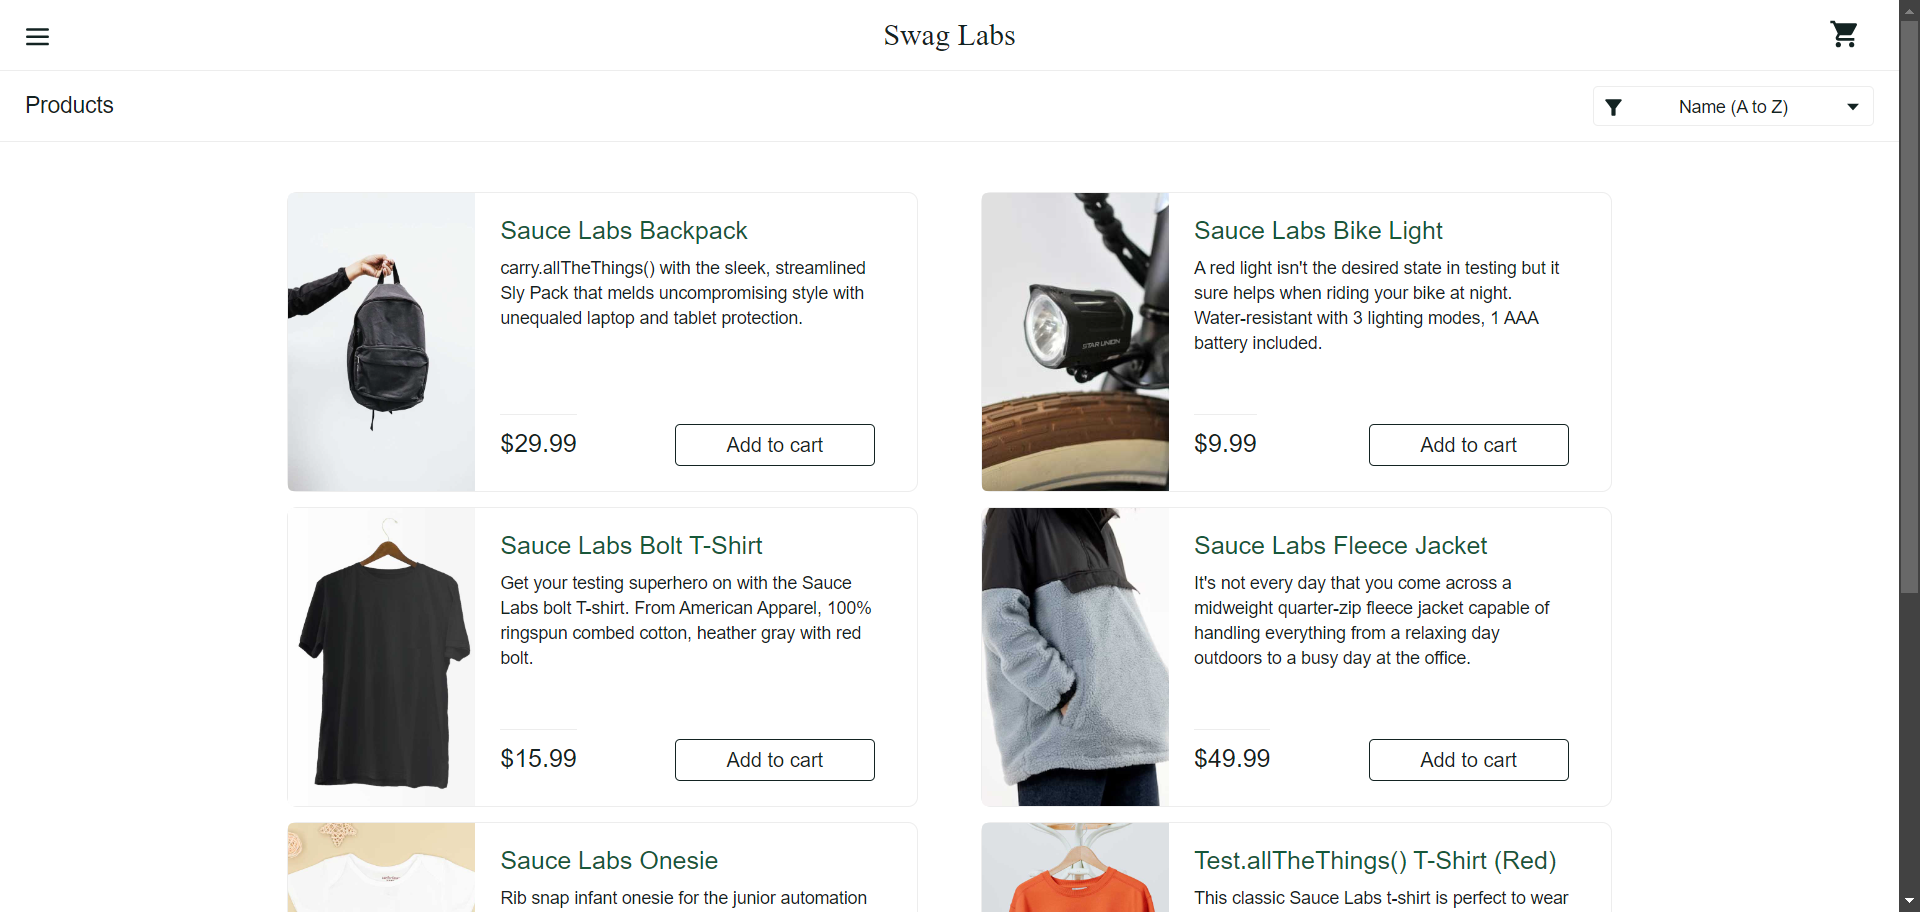 Swag Labs
Products
Name (A to Z)
Sauce Labs Backpack
carry.allTheThings() with the sleek, streamlined
Sly Pack that melds uncompromising style with
unequaled laptop and tablet protection.
$29.99
Add to cart
Sauce Labs Bike Light
A red light isn't the desired state in testing but it
sure helps when riding your bike at night.
Water-resistant with 3 lighting modes, 1 AAA
battery included.
STAR UNION
$9.99
Add to cart
Sauce Labs Bolt T-Shirt
Get your testing superhero on with the Sauce
Labs bolt T-shirt. From American Apparel, 100%
ringspun combed cotton, heather gray with red
bolt.
$15.99
Add to cart
Sauce Labs Fleece Jacket
It's not every day that you come across a
midweight quarter-zip fleece jacket capable of
handling everything from a relaxing day
outdoors to a busy day at the office.
$49.99
Add to cart
Sauce Labs Onesie
Rib snap infant onesie for the junior automation
Test.allTheThings() T-Shirt (Red)
This classic Sauce Labs t-shirt is perfect to wear